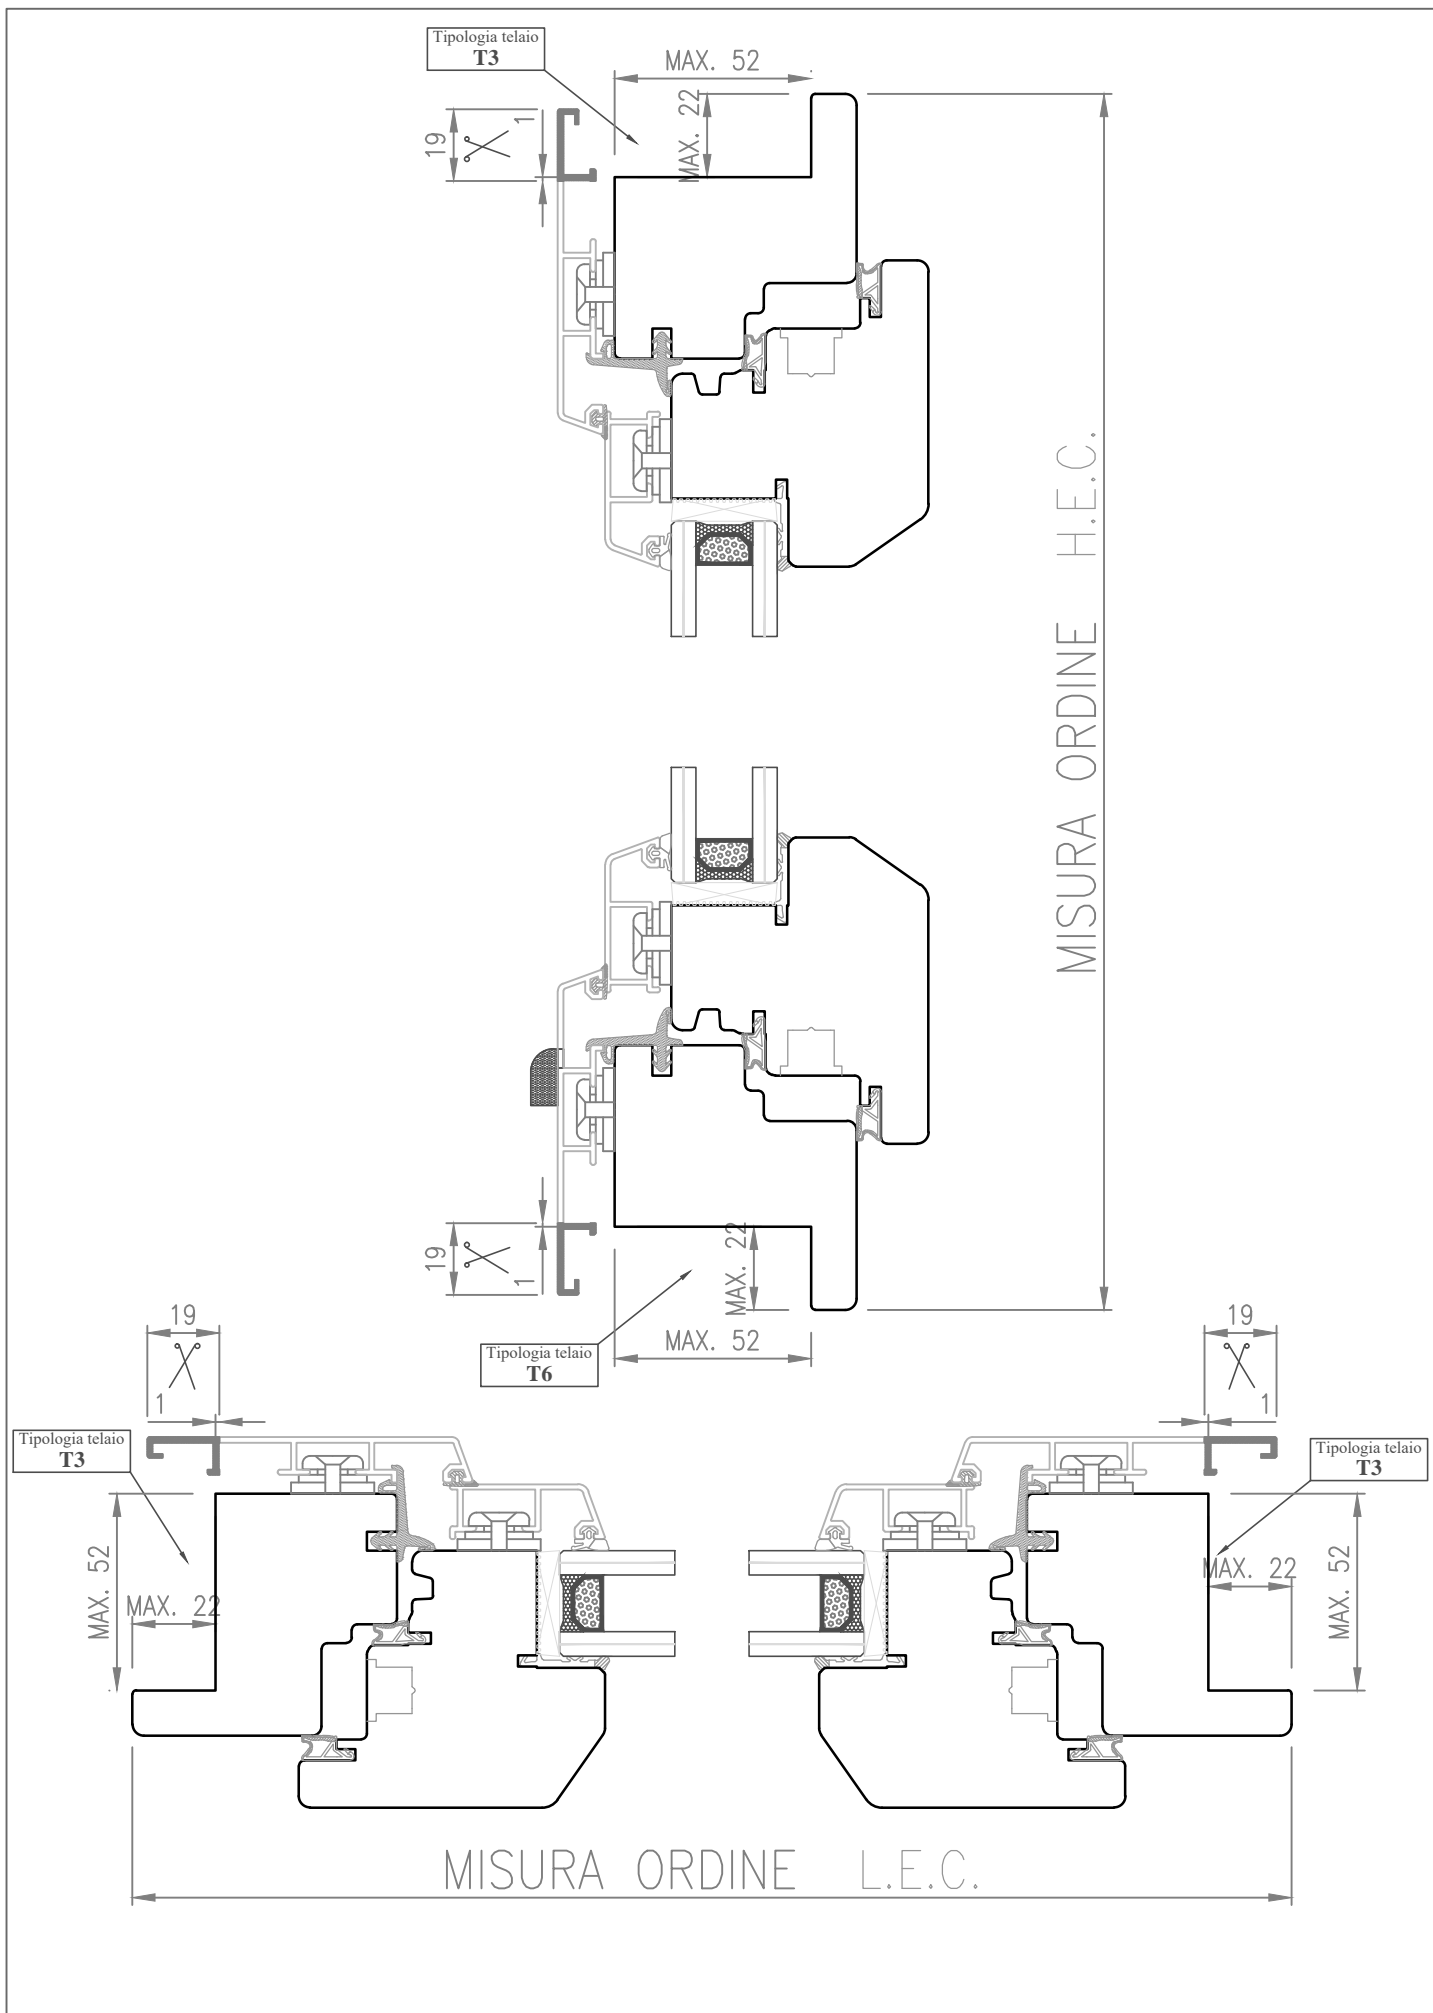 Tipologia telaio
T3
MAX. 52
MAX. 22
19
1
MISURA ORDINE H.E.C.
19
1
MAX. 22
MAX. 52
Tipologia telaio
T6
19
1
19
1
Tipologia telaio
T3
Tipologia telaio
T3
MAX. 52
MAX. 22
MAX. 22
MAX. 52
MISURA ORDINE L.E.C.